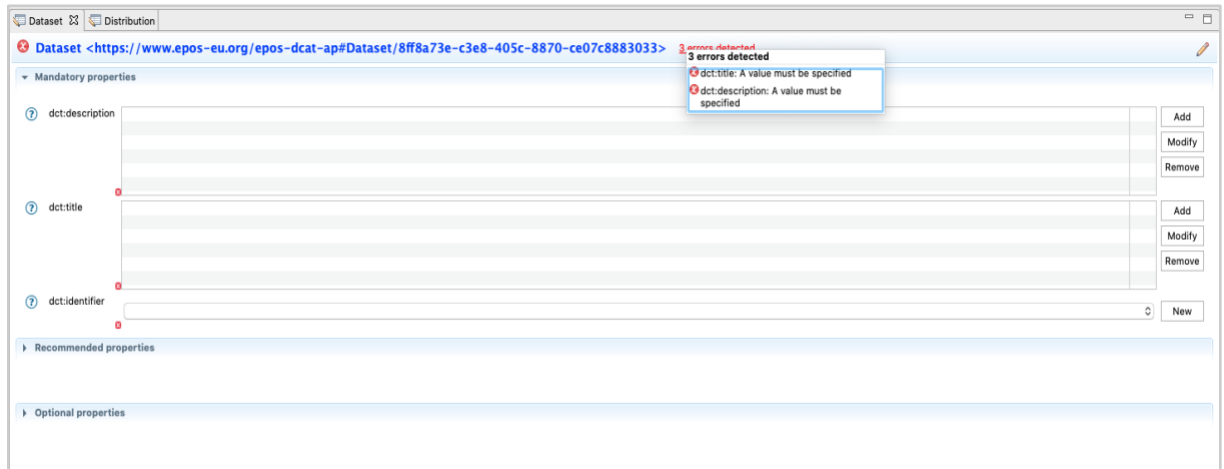 Dataset
Distribution
Dataset <https://www.epos-eu.org/epos-dcat-ap#Dataset/8ff8a73e-c3e8-405c-8870-ce07c8883033>
3 errors detected
3 errors detected
dct:title: A value must be specified
dct:description: A value must be
specified
Mandatory properties
dct:description
Add
Modify
Remove
dct:title
Add
Modify
Remove
dct:identifier
New
Recommended properties
Optional properties